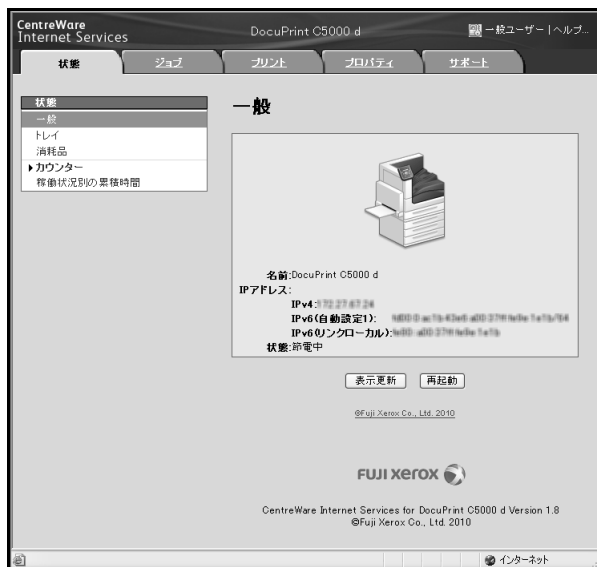 CentreWare
Internet Services
DocuPrint C5000 d
一般ユーザー | ヘルプ...
状態
ジョブ
プリント
プロパティ
サポート
状態
一般
トレイ
消耗品
カウンター
稼働状況別の累積時間
一般
名前:DocuPrint C5000 d
IPアドレス:
IPv4:
IPv6(自動設定1):
IPv6(リンクローカル):
状態:節電中
表示更新
再起動
©Fuji Xerox Co., Ltd. 2010
FUJI XEROX
CentreWare Internet Services for DocuPrint C5000 d Version 1.8
©Fuji Xerox Co., Ltd. 2010
インターネット